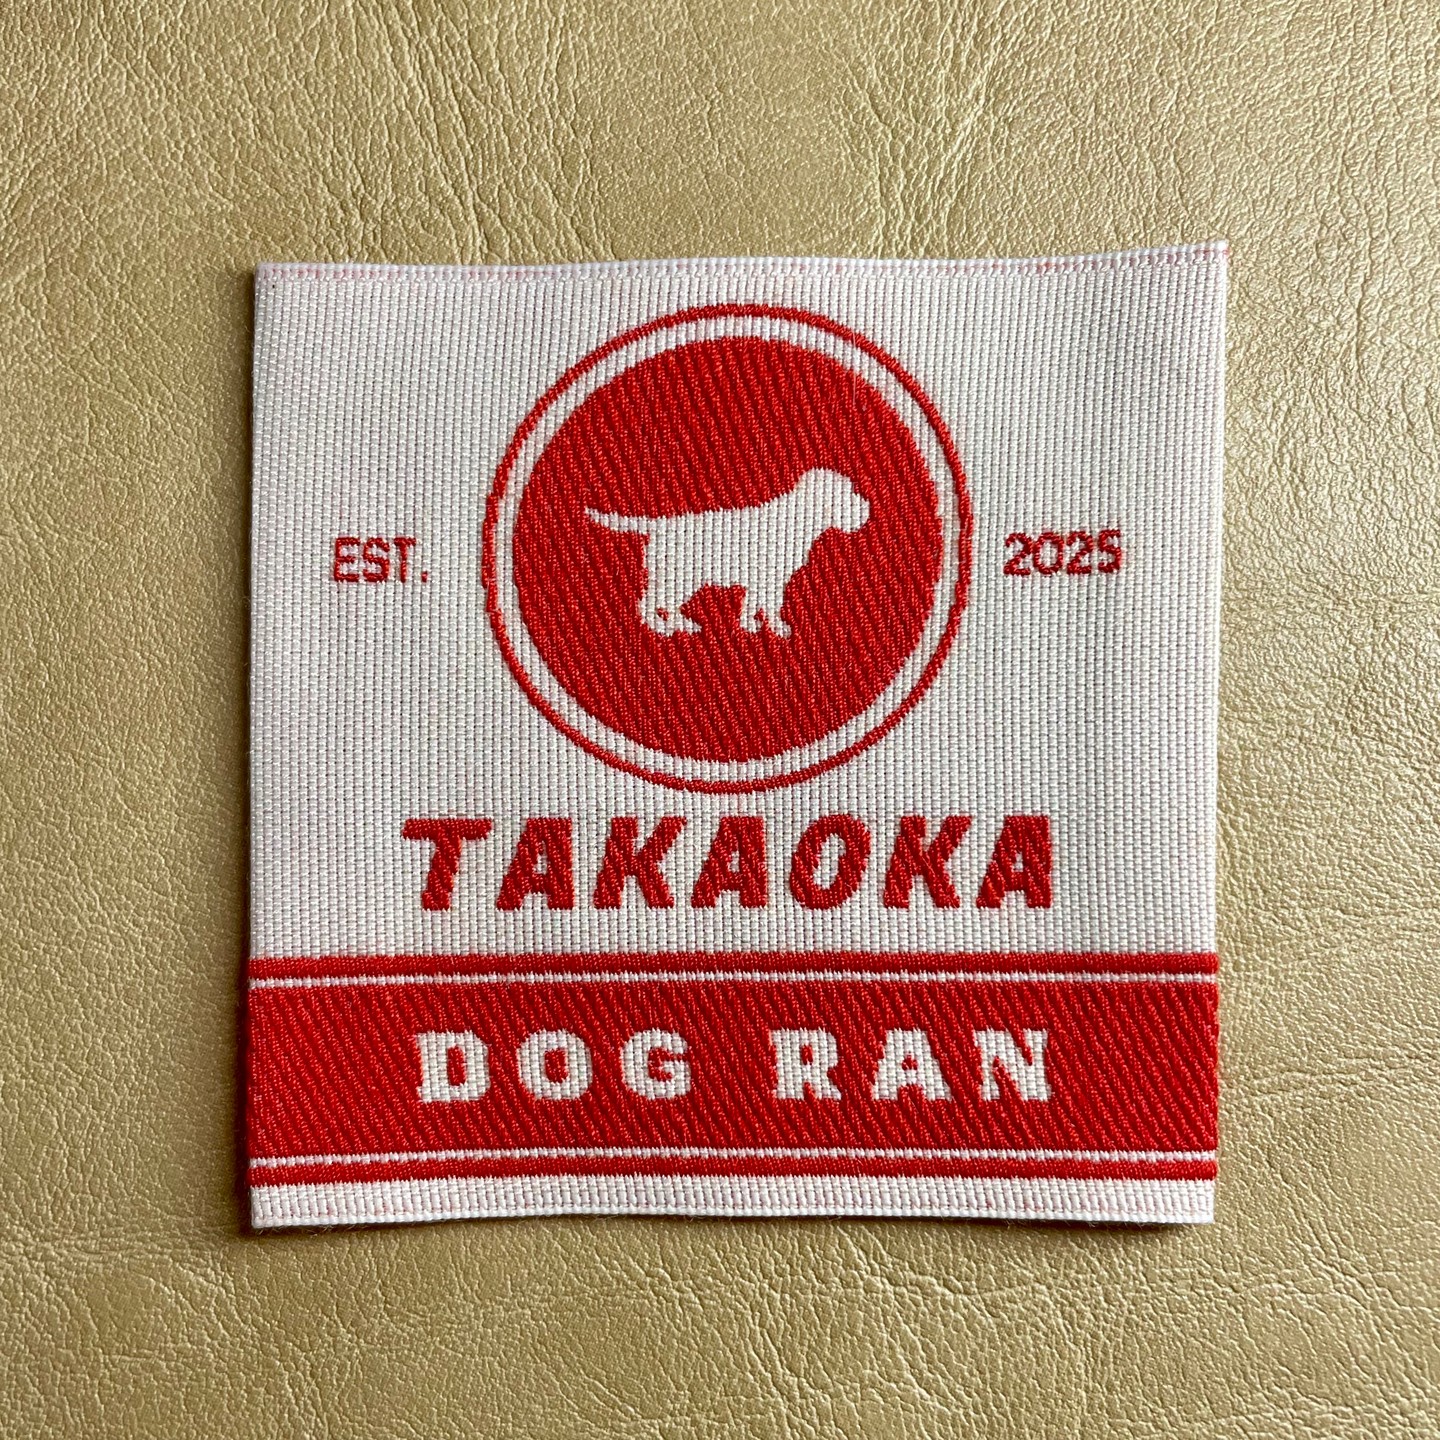 EST. 2025
TAKAOKA
DOG RAN